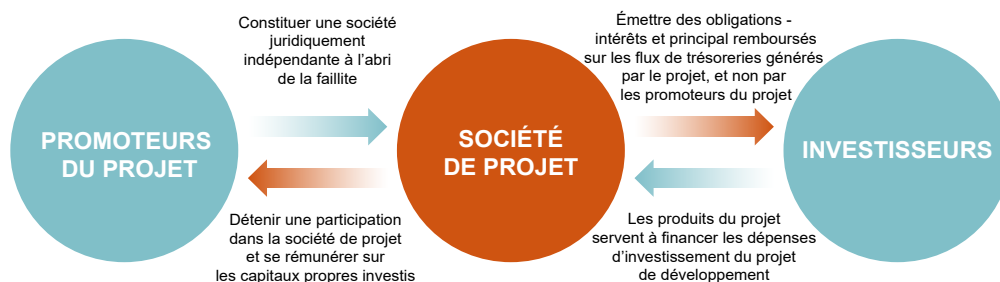 Constituer une société
juridiquement
indépendante à l'abri
de la faillite
Émettre des obligations -
intérêts et principal remboursés
sur les flux de trésoreries générés
par le projet, et non par
les promoteurs du projet
PROMOTEURS
DU PROJET
SOCIÉTÉ
DE PROJET
INVESTISSEURS
Détenir une participation
dans la société de projet
et se rémunérer sur
les capitaux propres investis
Les produits du projet
servent à financer les dépenses
d'investissement du projet
de développement